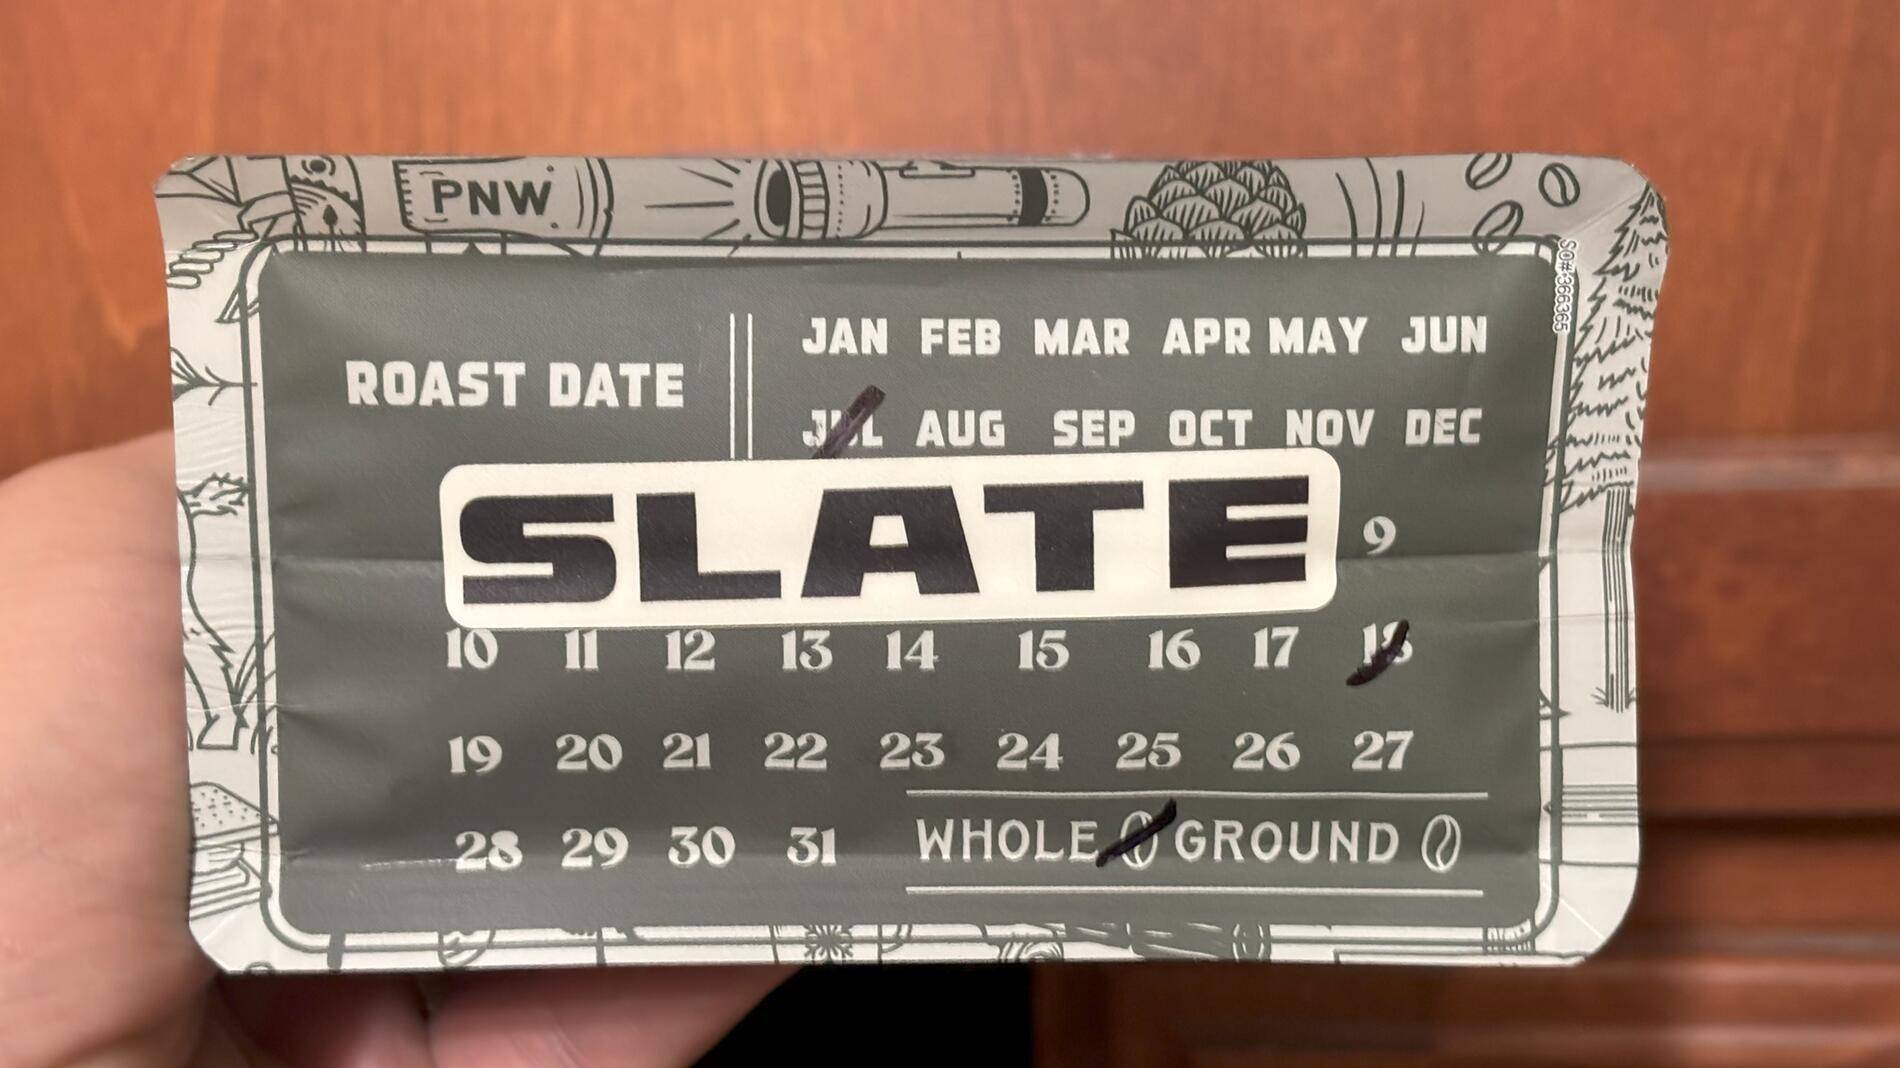 PNW
SO#:366365
ROAST DATE
JAN FEB MAR APR MAY JUN
JUL AUG SEP OCT NOV DEC
SLATE
9
10 11 12 13 14 15 16 17 18
19 20 21 22 23 24 25 26 27
28 29 30 31
WHOLE GROUND